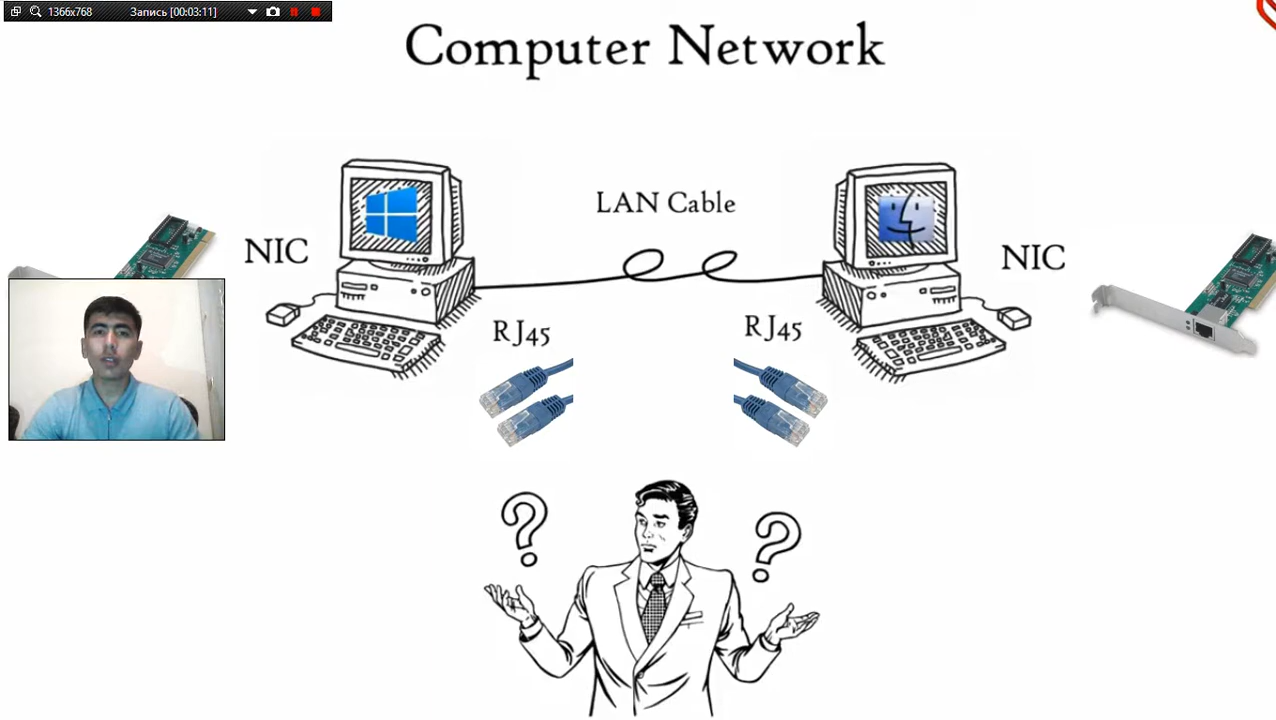 1366x768 Запись [00:03:11]
Computer Network
LAN Cable
NIC
NIC
RJ45
RJ45
? ?